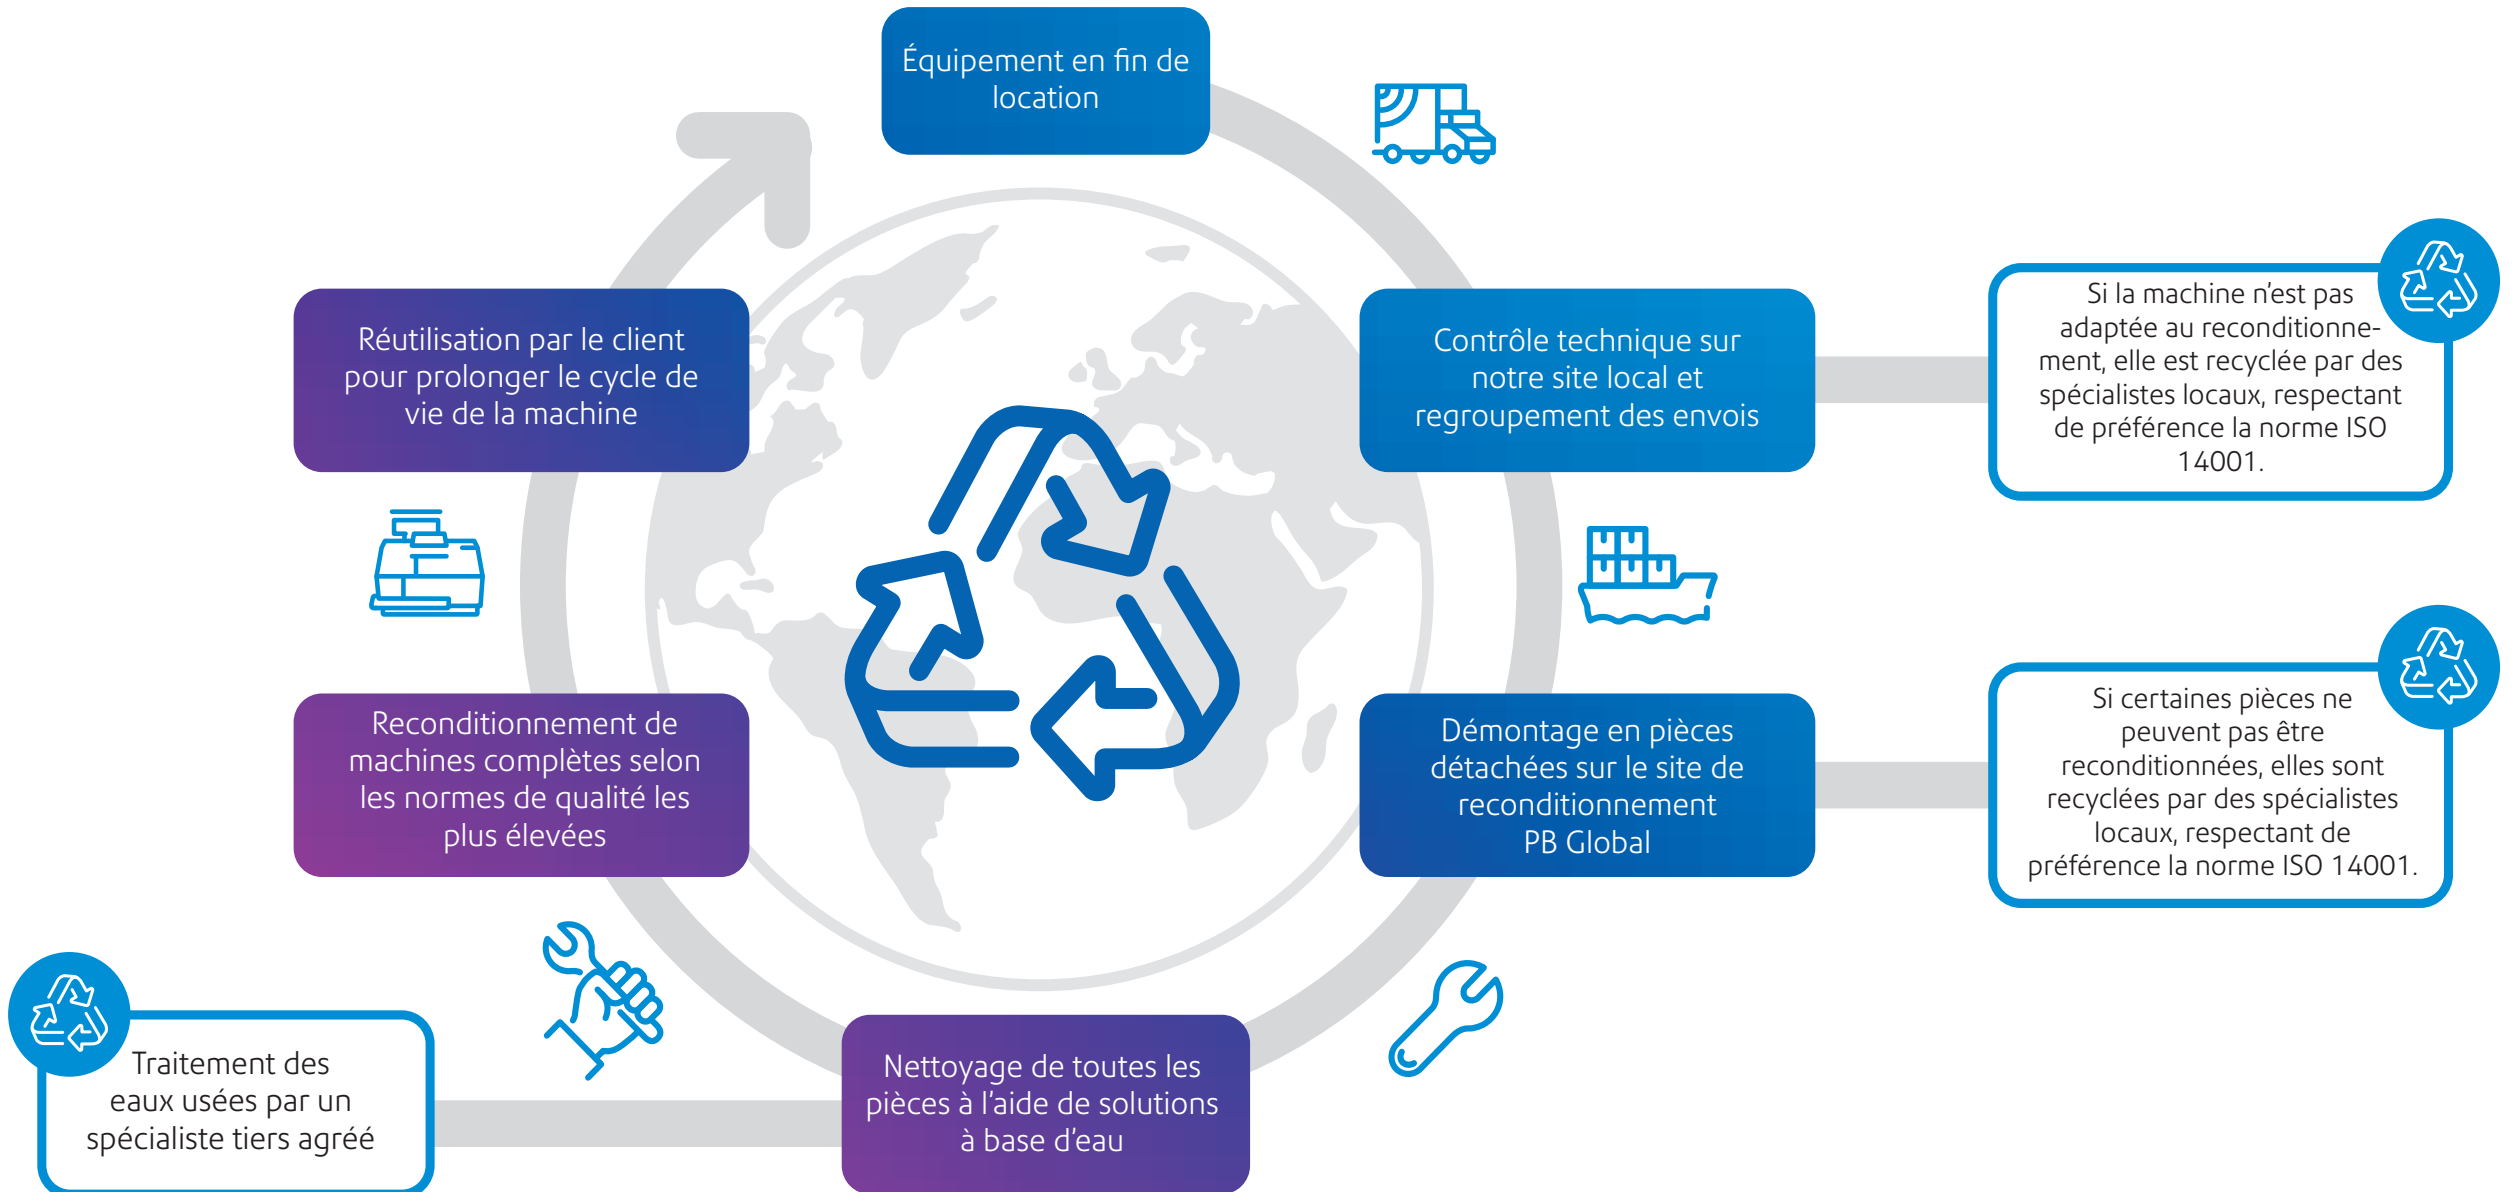 Équipement en fin de
location
Contrôle technique sur
notre site local et
regroupement des envois
Si la machine n’est pas
adaptée au reconditionne-
ment, elle est recyclée par des
spécialistes locaux, respectant
de préférence la norme ISO
14001.
Démontage en pièces
détachées sur le site de
reconditionnement
PB Global
Si certaines pièces ne
peuvent pas être
reconditionnées, elles sont
recyclées par des spécialistes
locaux, respectant de
préférence la norme ISO 14001.
Nettoyage de toutes les
pièces à l’aide de solutions
à base d’eau
Traitement des
eaux usées par un
spécialiste tiers agréé
Reconditionnement de
machines complètes selon
les normes de qualité les
plus élevées
Réutilisation par le client
pour prolonger le cycle de
vie de la machine